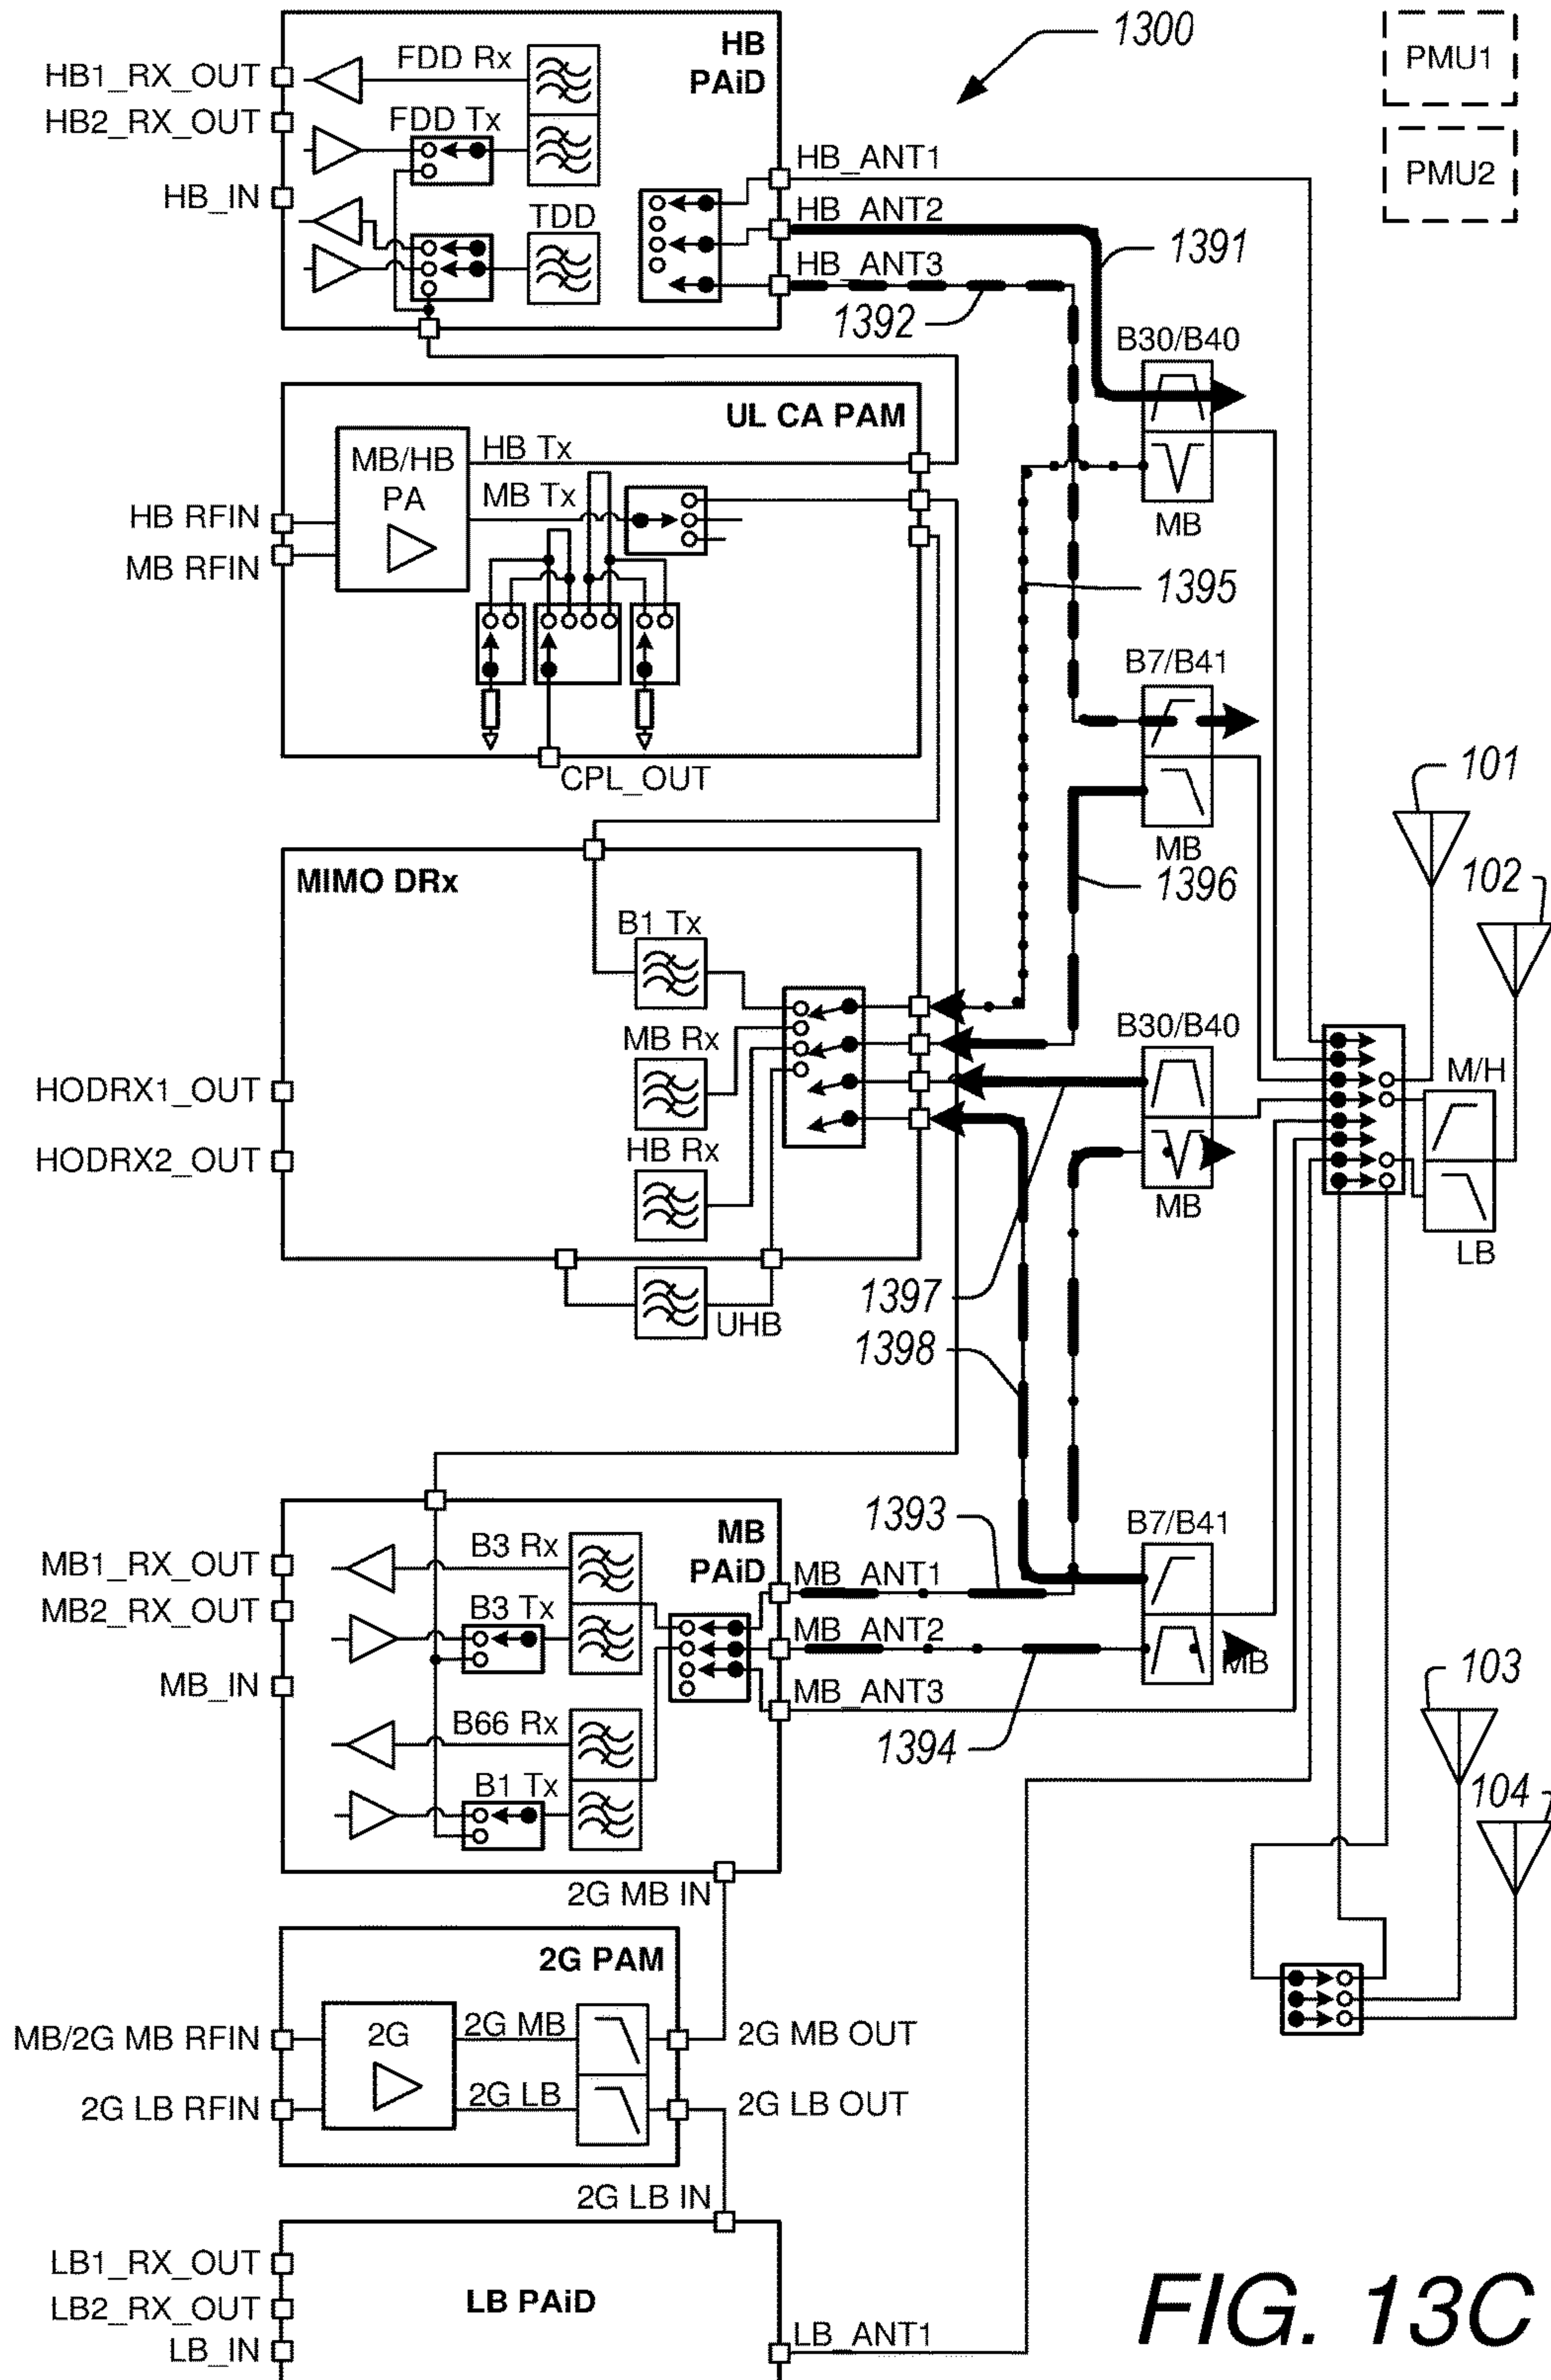 1300
PMU1
PMU2
HB
PAiD
HB1_RX_OUT
HB2_RX_OUT
HB_IN
FDD Rx
FDD Tx
TDD
HB_ANT1
HB_ANT2
HB_ANT3
1391
1392
B30/B40
MB
UL CA PAM
MB/HB
PA
HB Tx
MB Tx
HB RFIN
MB RFIN
CPL_OUT
1395
B7/B41
MB
1396
101
102
MIMO DRx
B1 Tx
MB Rx
HB Rx
HODRX1_OUT
HODRX2_OUT
UHB
B30/B40
MB
M/H
LB
1397
1398
MB
PAiD
MB1_RX_OUT
MB2_RX_OUT
MB_IN
B3 Rx
B3 Tx
B66 Rx
B1 Tx
1393
MB_ANT1
MB_ANT2
MB_ANT3
1394
B7/B41
MB
103
104
2G MB IN
2G PAM
MB/2G MB RFIN
2G LB RFIN
2G
2G MB
2G LB
2G MB OUT
2G LB OUT
2G LB IN
LB1_RX_OUT
LB2_RX_OUT
LB_IN
LB PAiD
LB_ANT1
FIG. 13C